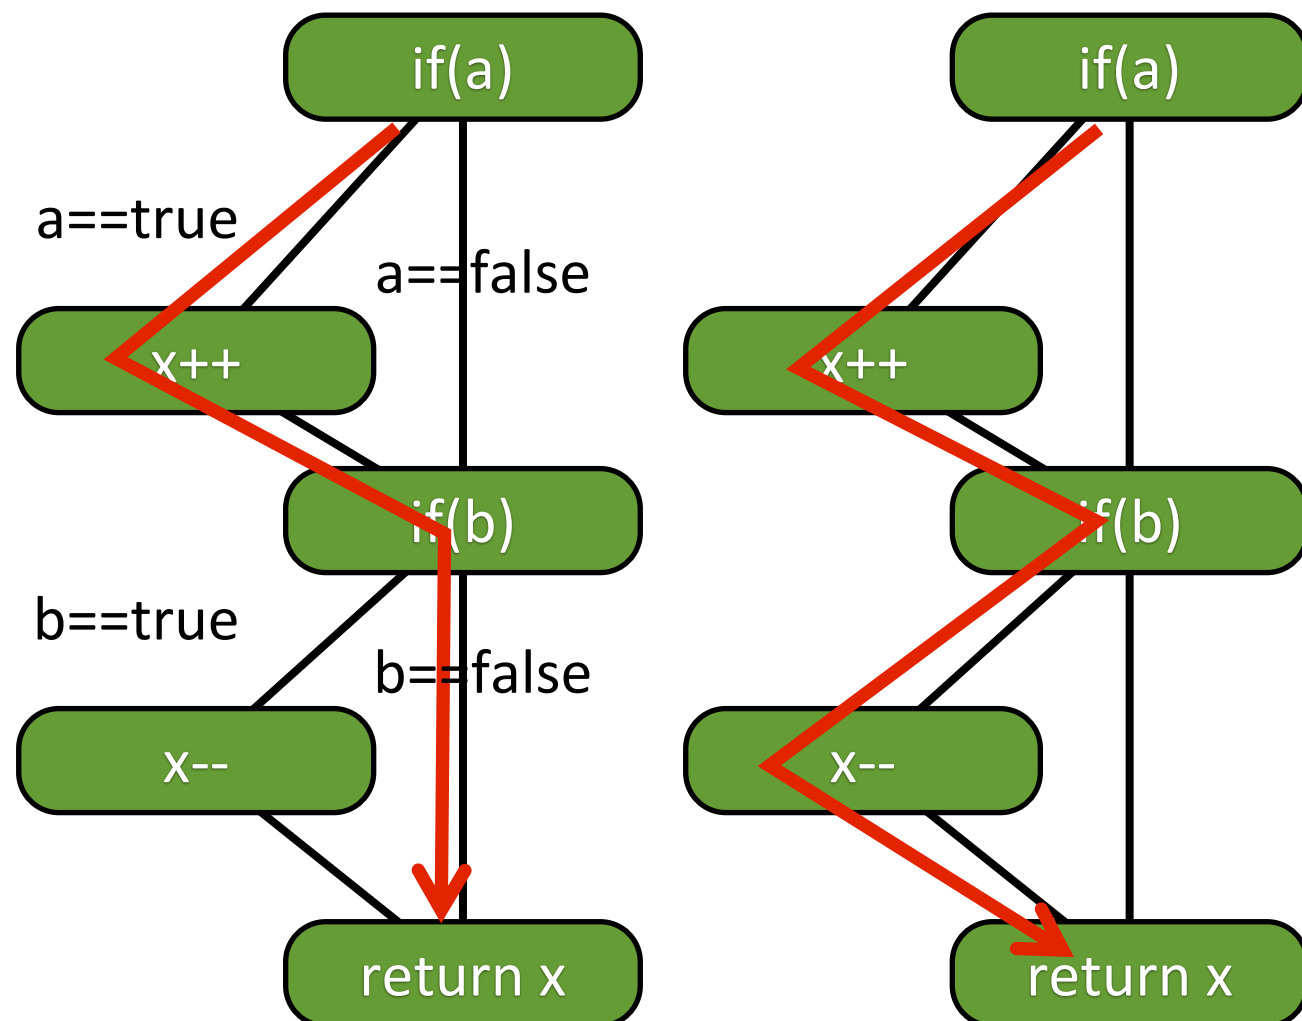 if(a)
a==true
a==false
x++
if(b)
b==true
b==false
x--
return x
if(a)
x++
if(b)
x--
return x